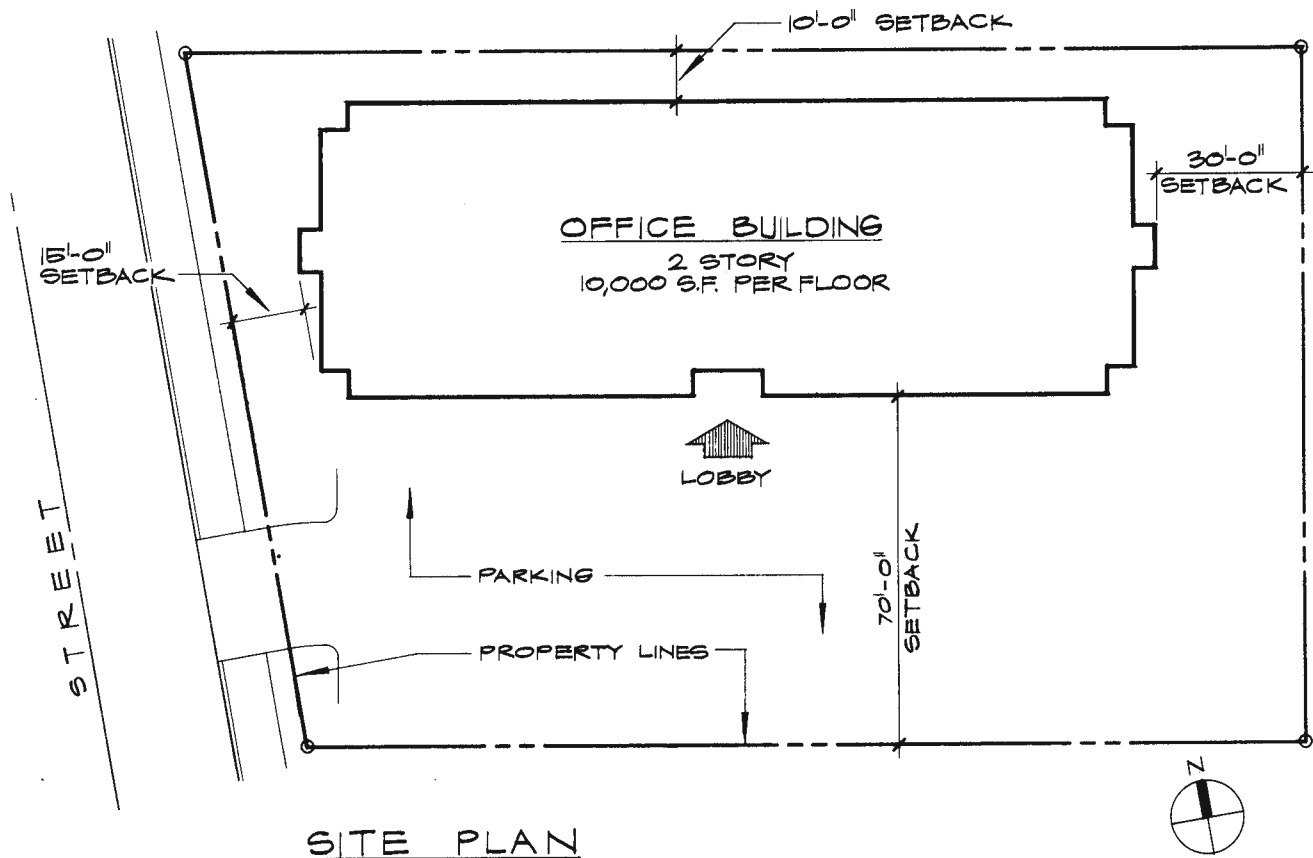 10'-0" SETBACK
30'-0"
SETBACK
OFFICE BUILDING
2 STORY
10,000 S.F. PER FLOOR
15'-0"
SETBACK
LOBBY
STREET
PARKING
70'-0"
SETBACK
PROPERTY LINES
N
SITE PLAN